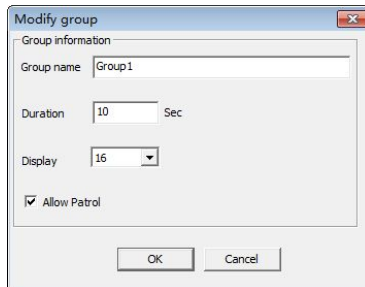 Modify group
Group information
Group name Group1
Duration 10 Sec
Display 16
Allow Patrol
OK Cancel